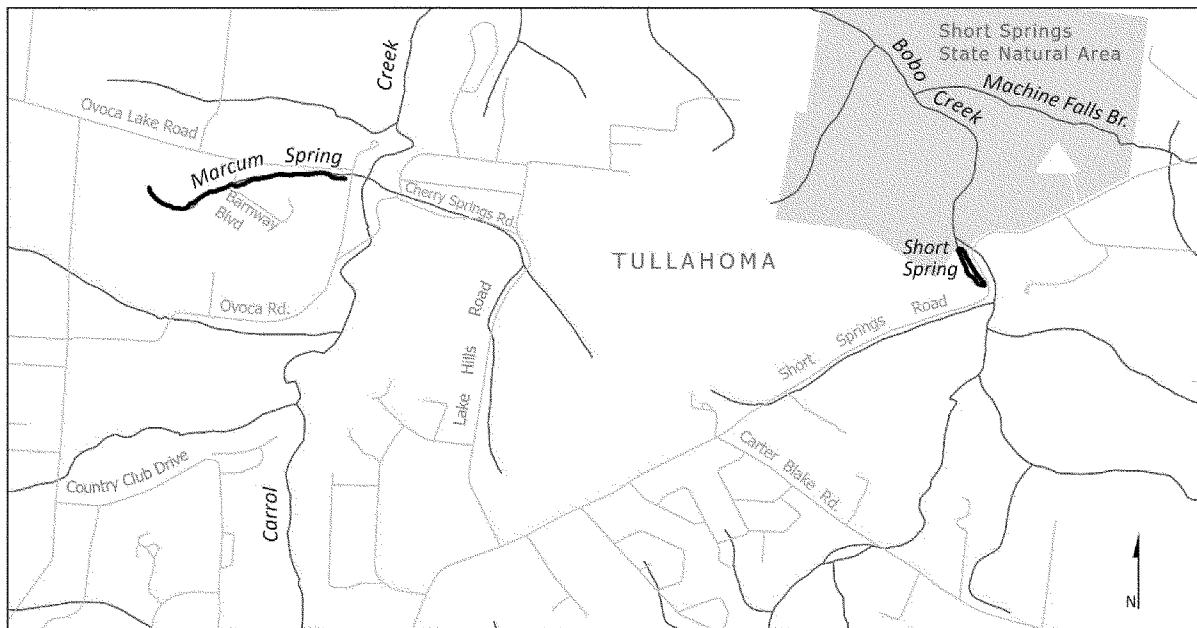 Short Springs
State Natural Area
Bobo
Creek
Machine Falls Br.
Creek
Ovoca Lake Road
Marcum Spring
Barnway
Blvd
Cherry Springs Rd.
TULLAHOMA
Short
Spring
Ovoca Rd.
Lake Hills Road
Short Springs Road
Country Club Drive
Carrol
Carter Blake Rd.
N